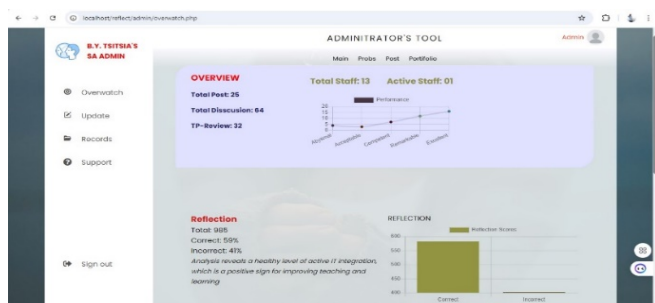 localhost/reflect/admin/overwatch.php
ADMINITRATOR'S TOOL
Admin
B.Y. TSITSIA'S
SA ADMIN
Main Probs Post Portifolio
Overwatch
Update
Records
Support
Sign out
OVERVIEW
Total Post: 25
Total Disscusion: 64
TP-Review: 32
Total Staff: 13 Active Staff: 01
Performance
20
15
10
5
0
Acceptable
Competent
Excellent
Reflection
Total: 985
Correct: 59%
Incorrect: 41%
Analysis reveals a healthy level of active IT integration,
which is a positive sign for improving teaching and
learning
REFLECTION
Reflection Scores
600
550
500
450
400
Correct Incorrect